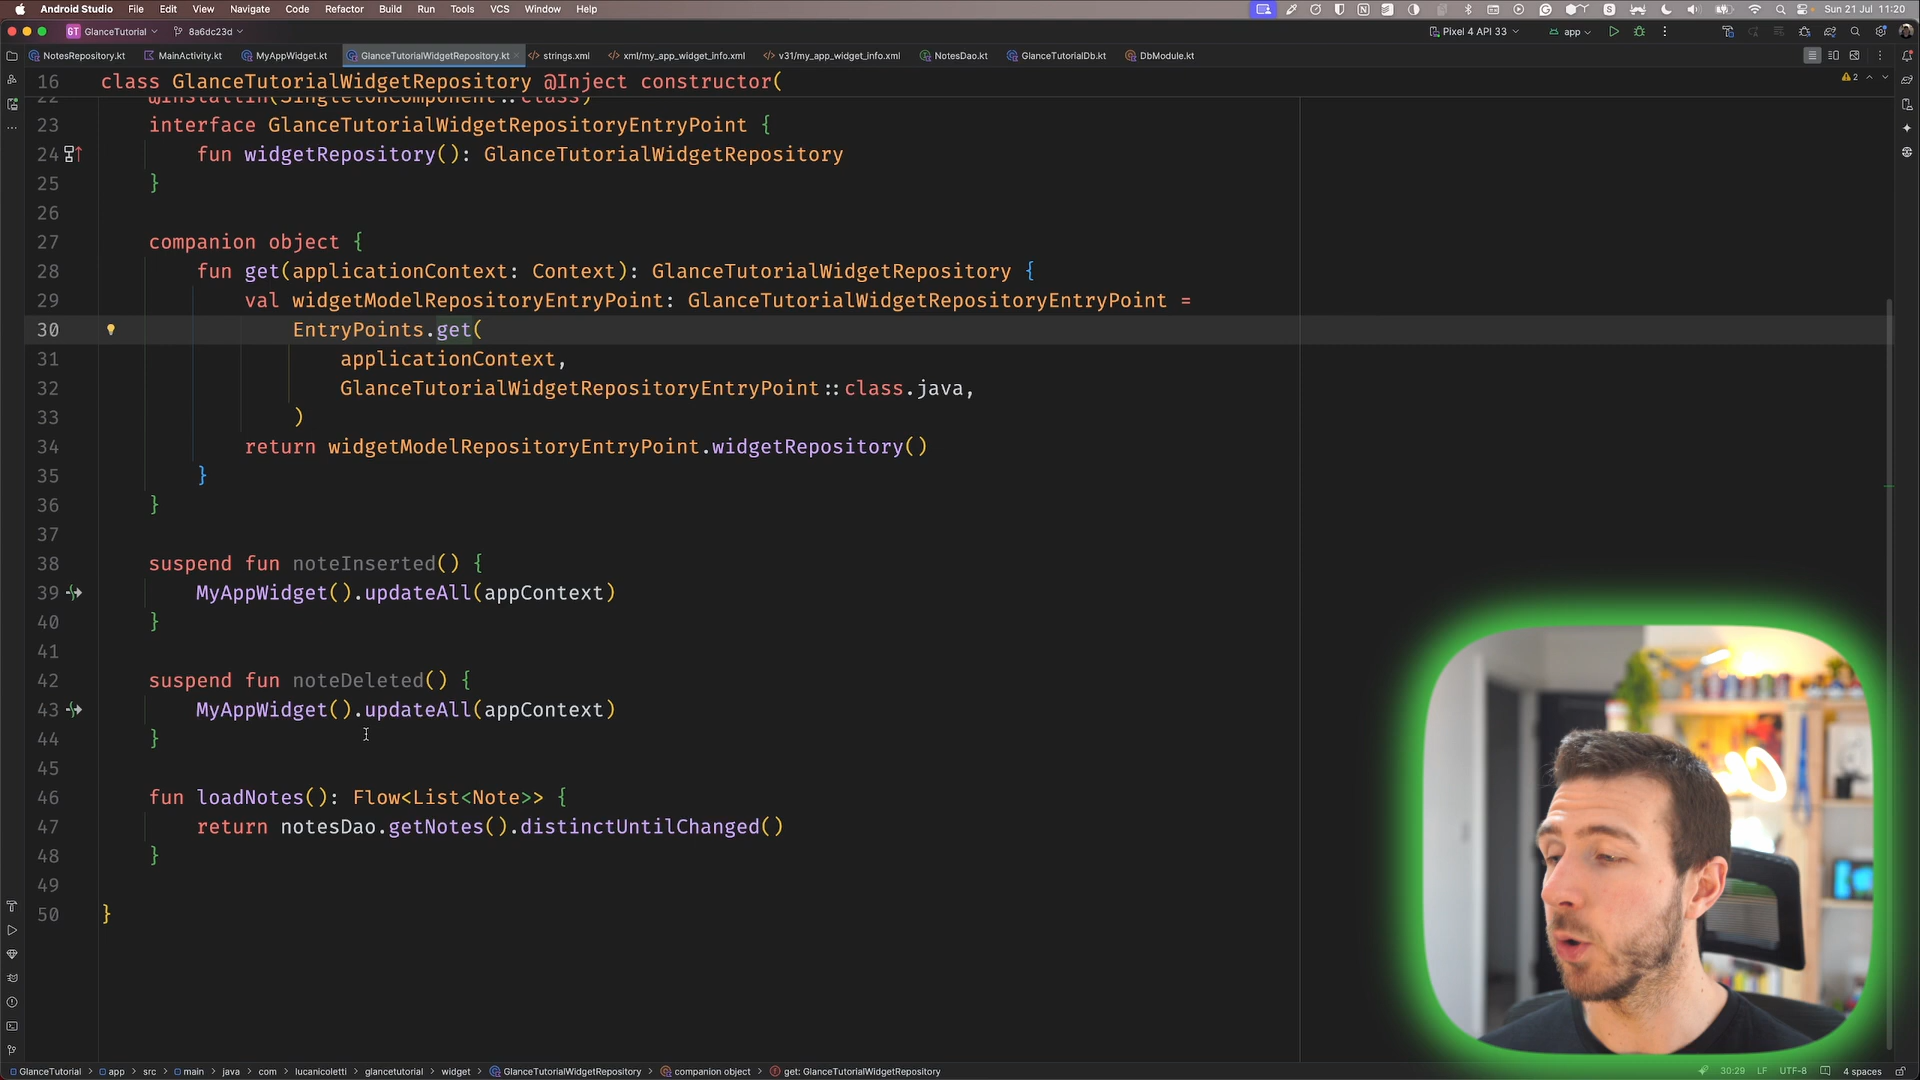 Android Studio File Edit View Navigate Code Refactor Build Run Tools VCS Window Help Sun 21 Jul 11:20
GT GlanceTutorial 8a6dc23d Pixel 4 API 33 app
NotesRepository.kt MainActivity.kt MyAppWidget.kt GlanceTutorialWidgetRepository.kt strings.xml xml/my_app_widget_info.xml v31/my_app_widget_info.xml NotesDao.kt GlanceTutorialDb.kt DbModule.kt
16 class GlanceTutorialWidgetRepository @Inject constructor( 2
22 @InstallIn(SingletonComponent::class)
23 interface GlanceTutorialWidgetRepositoryEntryPoint {
24 fun widgetRepository(): GlanceTutorialWidgetRepository
25 }
26
27 companion object {
28 fun get(applicationContext: Context): GlanceTutorialWidgetRepository {
29 val widgetModelRepositoryEntryPoint: GlanceTutorialWidgetRepositoryEntryPoint =
30 EntryPoints.get(
31 applicationContext,
32 GlanceTutorialWidgetRepositoryEntryPoint::class.java,
33 )
34 return widgetModelRepositoryEntryPoint.widgetRepository()
35 }
36 }
37
38 suspend fun noteInserted() {
39 MyAppWidget().updateAll(appContext)
40 }
41
42 suspend fun noteDeleted() {
43 MyAppWidget().updateAll(appContext)
44 }
45
46 fun loadNotes(): Flow<List<Note>> {
47 return notesDao.getNotes().distinctUntilChanged()
48 }
49
50 }
GlanceTutorial app src main java com lucanicoletti glancetutorial widget GlanceTutorialWidgetRepository companion object get: GlanceTutorialWidgetRepository 30:29 LF UTF-8 4 spaces